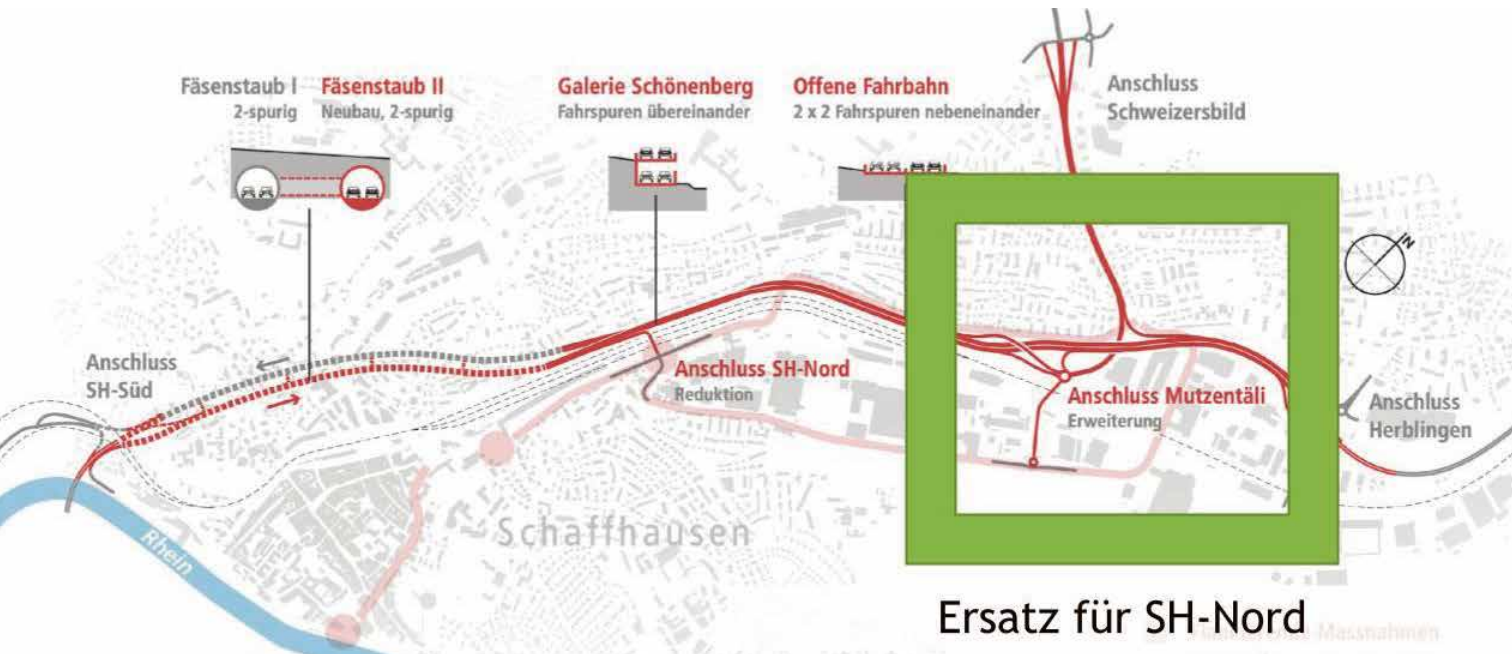 Fäsenstaub I
2-spurig
Fäsenstaub II
Neubau, 2-spurig
Galerie Schönenberg
Fahrspuren übereinander
Offene Fahrbahn
2 x 2 Fahrspuren nebeneinander
Anschluss
Schweizersbild
N
Anschluss
SH-Süd
Anschluss SH-Nord
Reduktion
Anschluss Mutzentäli
Erweiterung
Anschluss
Herblingen
Rhein
Schaffhausen
Ersatz für SH-Nord
Massnahmen